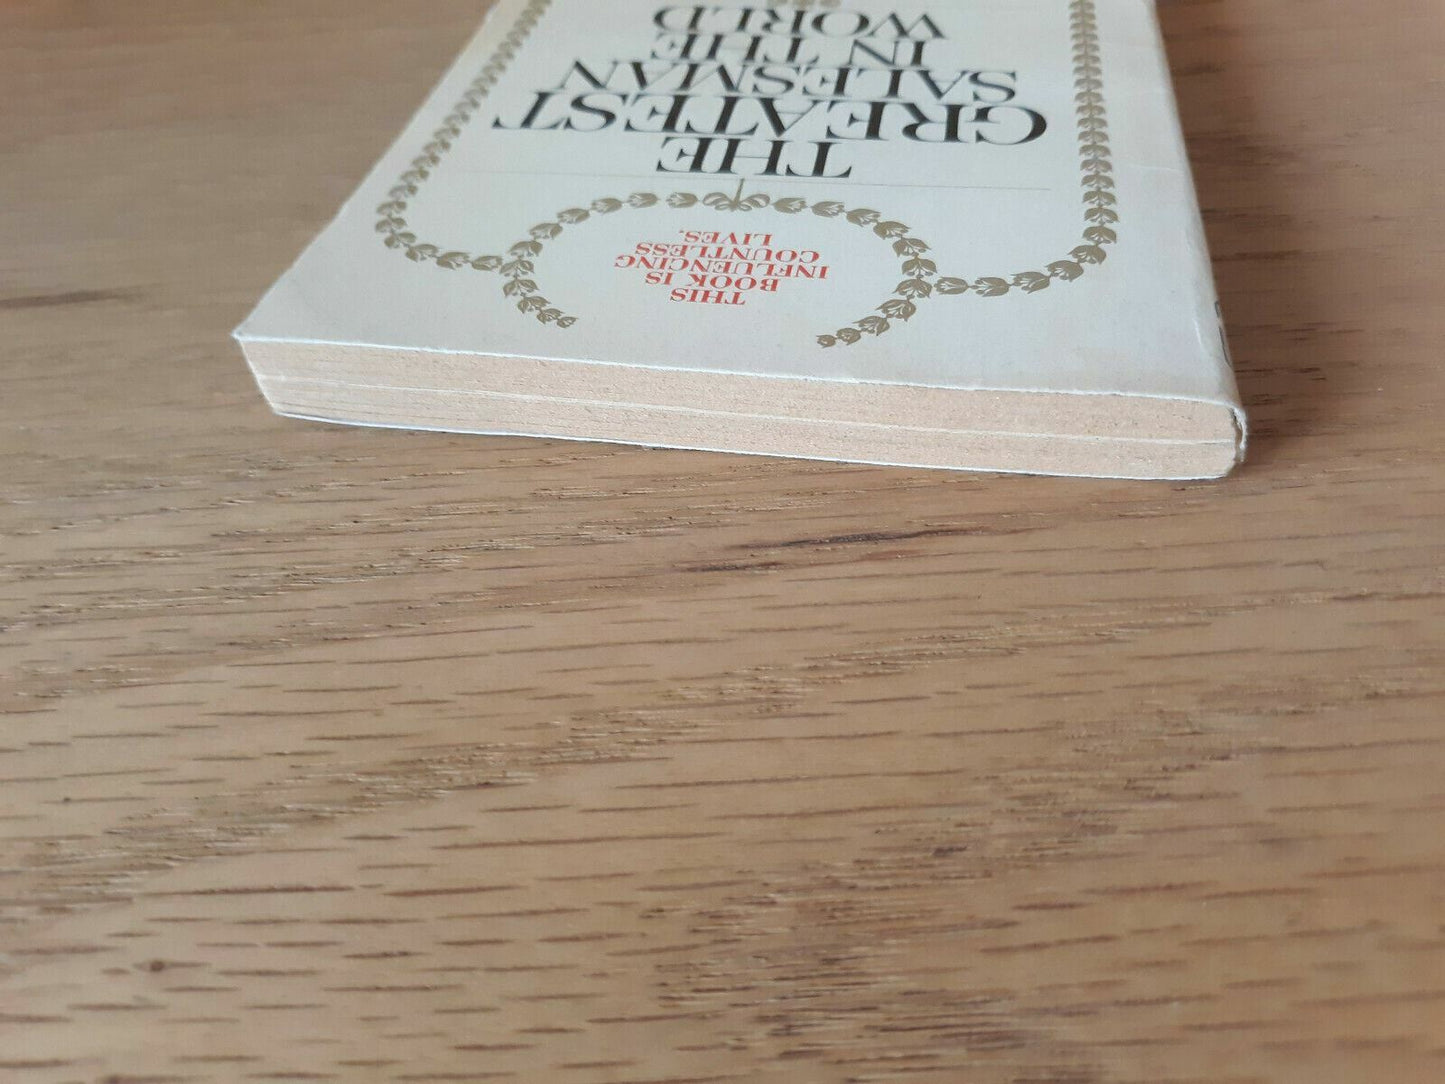 THIS
BOOK IS
INFLUENCING
COUNTLESS
LIVES.
THE
GREATEST
SALESMAN
IN THE
WORLD